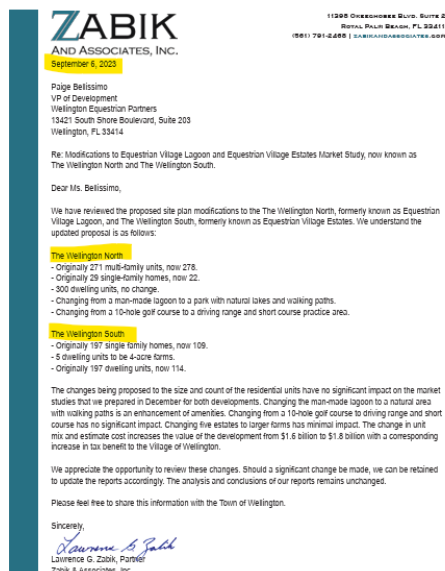 ZABIK
AND ASSOCIATES, INC.
11398 OKEECHOBEE BLVD. SUITE 2
ROYAL PALM BEACH, FL 33411
(561) 791-2468 | ZABIKANDASSOCIATES.COM
September 6, 2023
Paige Bellissimo
VP of Development
Wellington Equestrian Partners
13421 South Shore Boulevard, Suite 203
Wellington, FL 33414
Re: Modifications to Equestrian Village Lagoon and Equestrian Village Estates Market Study, now known as
The Wellington North and The Wellington South.
Dear Ms. Bellissimo,
We have reviewed the proposed site plan modifications to the The Wellington North, formerly known as Equestrian
Village Lagoon, and The Wellington South, formerly known as Equestrian Village Estates. We understand the
updated proposal is as follows:
The Wellington North
- Originally 271 multi-family units, now 278.
- Originally 29 single-family homes, now 22.
- 300 dwelling units, no change.
- Changing from a man-made lagoon to a park with natural lakes and walking paths.
- Changing from a 10-hole golf course to a driving range and short course practice area.
The Wellington South
- Originally 197 single family homes, now 109.
- 5 dwelling units to be 4-acre farms.
- Originally 197 dwelling units, now 114.
The changes being proposed to the size and count of the residential units have no significant impact on the market
studies that we prepared in December for both developments. Changing the man-made lagoon to a natural area
with walking paths is an enhancement of amenities. Changing from a 10-hole golf course to driving range and short
course has no significant impact. Changing five estates to larger farms has minimal impact. The change in unit
mix and estimate cost increases the value of the development from $1.6 billion to $1.8 billion with a corresponding
increase in tax benefit to the Village of Wellington.
We appreciate the opportunity to review these changes. Should a significant change be made, we can be retained
to update the reports accordingly. The analysis and conclusions of our reports remains unchanged.
Please feel free to share this information with the Town of Wellington.
Sincerely,
Lawrence G. Zabik
Lawrence G. Zabik, Partner
Zabik & Associates, Inc.